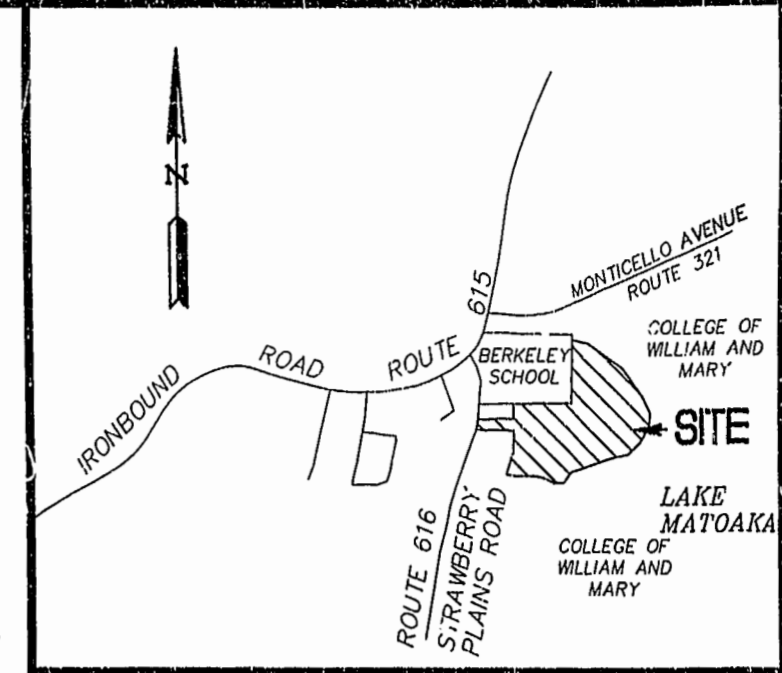 N
MONTICELLO AVENUE
ROUTE 321
615
COLLEGE OF
WILLIAM AND
MARY
IRONBOUND
ROAD
ROUTE
BERKELEY
SCHOOL
SITE
LAKE
MATOAKA
COLLEGE OF
WILLIAM AND
MARY
ROUTE 616
STRAWBERRY
PLAINS ROAD